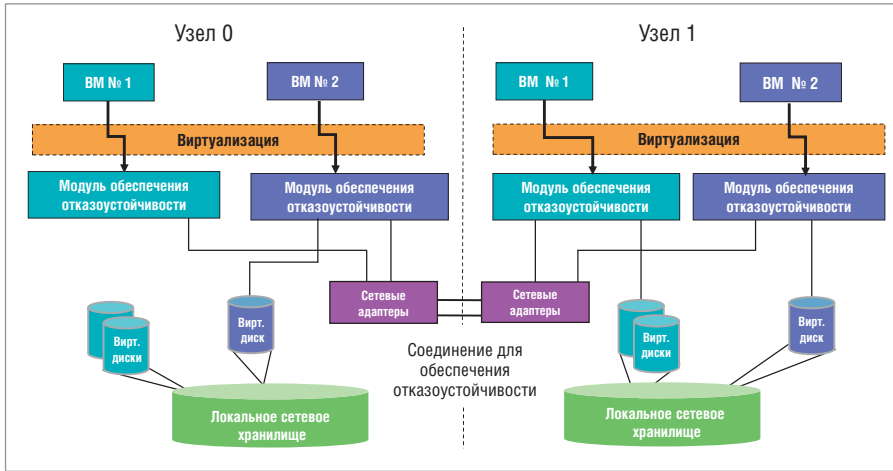 Узел 0
Узел 1
ВМ № 1
ВМ № 2
ВМ № 1
ВМ № 2
Виртуализация
Виртуализация
Модуль обеспечения
отказоустойчивости
Модуль обеспечения
отказоустойчивости
Модуль обеспечения
отказоустойчивости
Модуль обеспечения
отказоустойчивости
Сетевые
адаптеры
Сетевые
адаптеры
Вирт.
диски
Вирт.
диск
Вирт.
диски
Вирт.
диск
Соединение для
обеспечения
отказоустойчивости
Локальное сетевое
хранилище
Локальное сетевое
хранилище